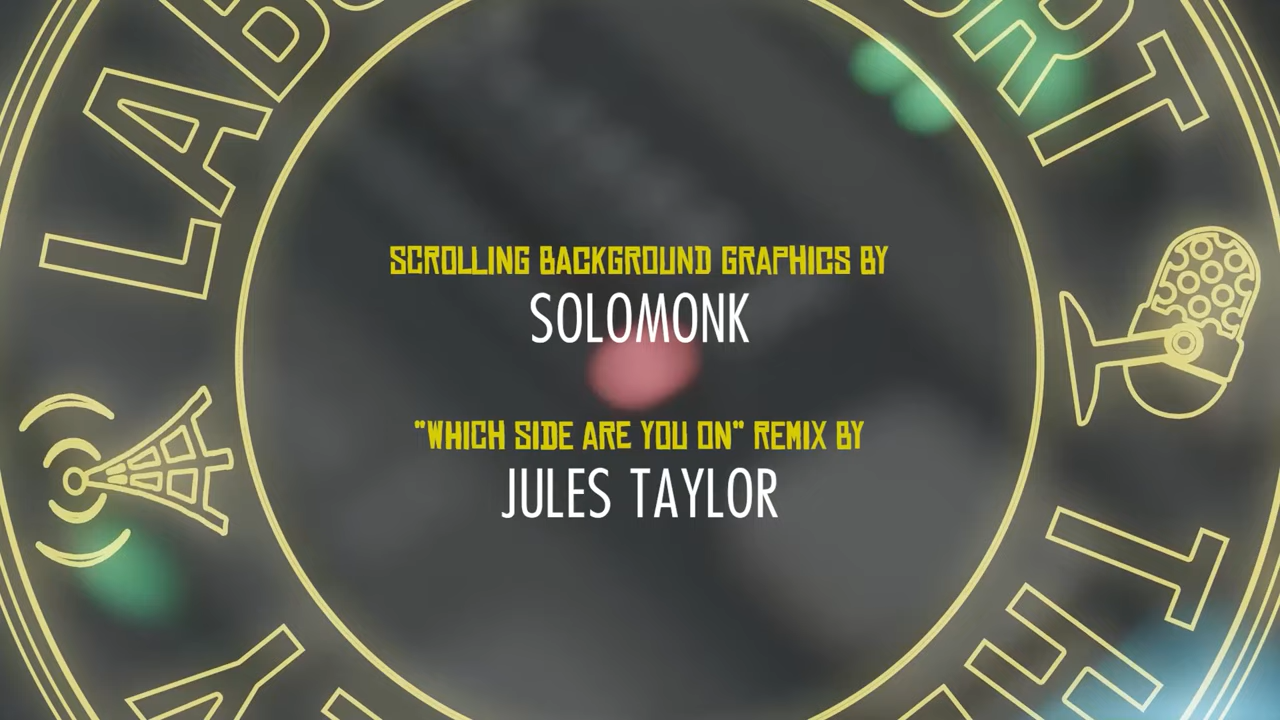 SCROLLING BACKGROUND GRAPHICS BY
SOLOMONK
"WHICH SIDE ARE YOU ON" REMIX BY
JULES TAYLOR